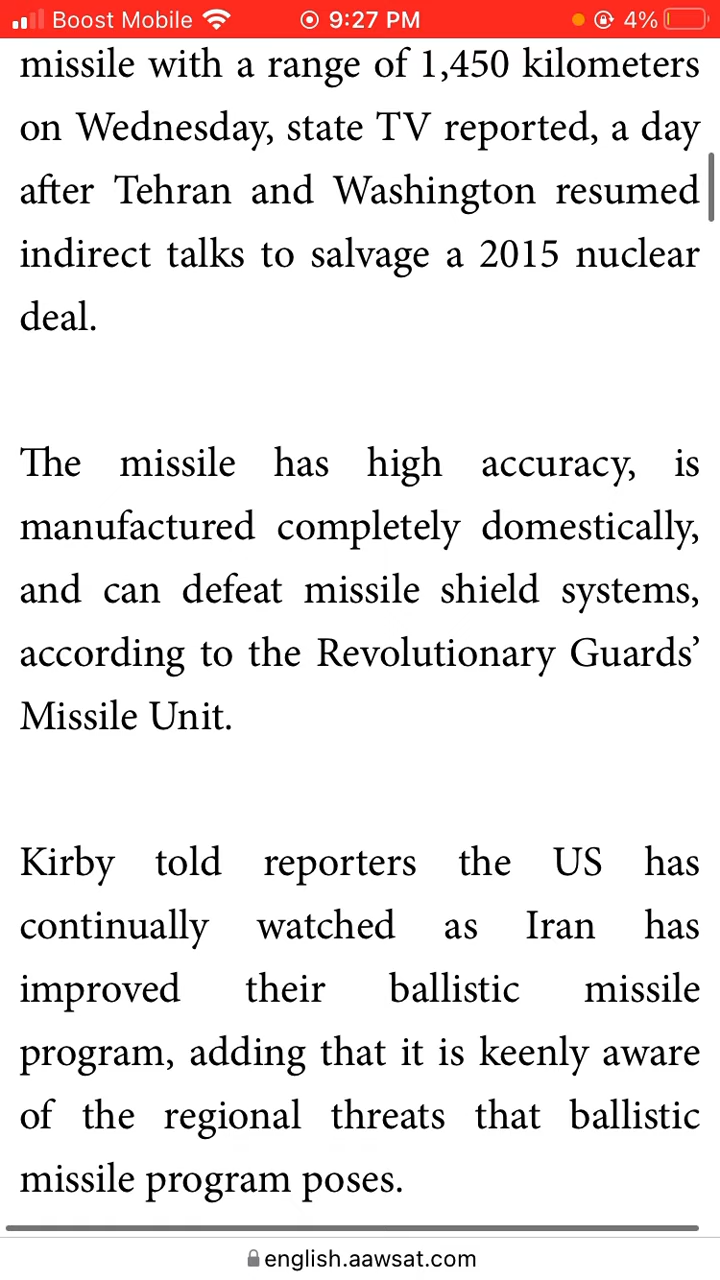 Boost Mobile 9:27 PM 4%
missile with a range of 1,450 kilometers
on Wednesday, state TV reported, a day
after Tehran and Washington resumed
indirect talks to salvage a 2015 nuclear
deal.
The missile has high accuracy, is
manufactured completely domestically,
and can defeat missile shield systems,
according to the Revolutionary Guards’
Missile Unit.
Kirby told reporters the US has
continually watched as Iran has
improved their ballistic missile
program, adding that it is keenly aware
of the regional threats that ballistic
missile program poses.
english.aawsat.com